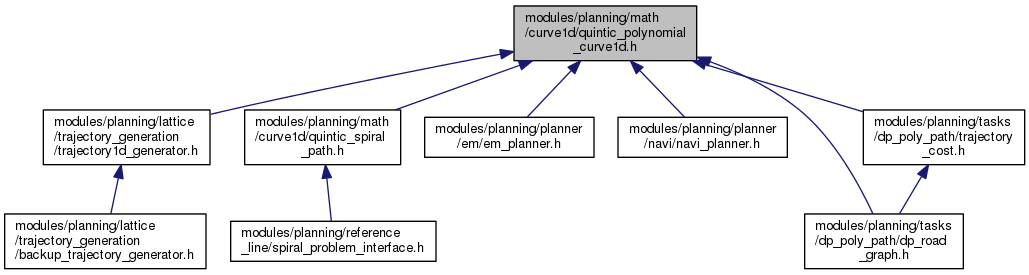 modules/planning/math
/curve1d/quintic_polynomial
_curve1d.h
modules/planning/lattice
/trajectory_generation
/trajectory1d_generator.h
modules/planning/math
/curve1d/quintic_spiral
_path.h
modules/planning/planner
/em/em_planner.h
modules/planning/planner
/navi/navi_planner.h
modules/planning/tasks
/dp_poly_path/trajectory
_cost.h
modules/planning/lattice
/trajectory_generation
/backup_trajectory_generator.h
modules/planning/reference
_line/spiral_problem_interface.h
modules/planning/tasks
/dp_poly_path/dp_road
_graph.h